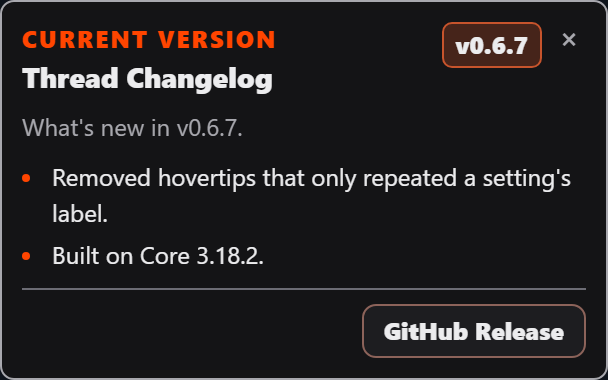 CURRENT VERSION
v0.6.7
×
Thread Changelog
What's new in v0.6.7.
• Removed hovertips that only repeated a setting's
label.
• Built on Core 3.18.2.
GitHub Release